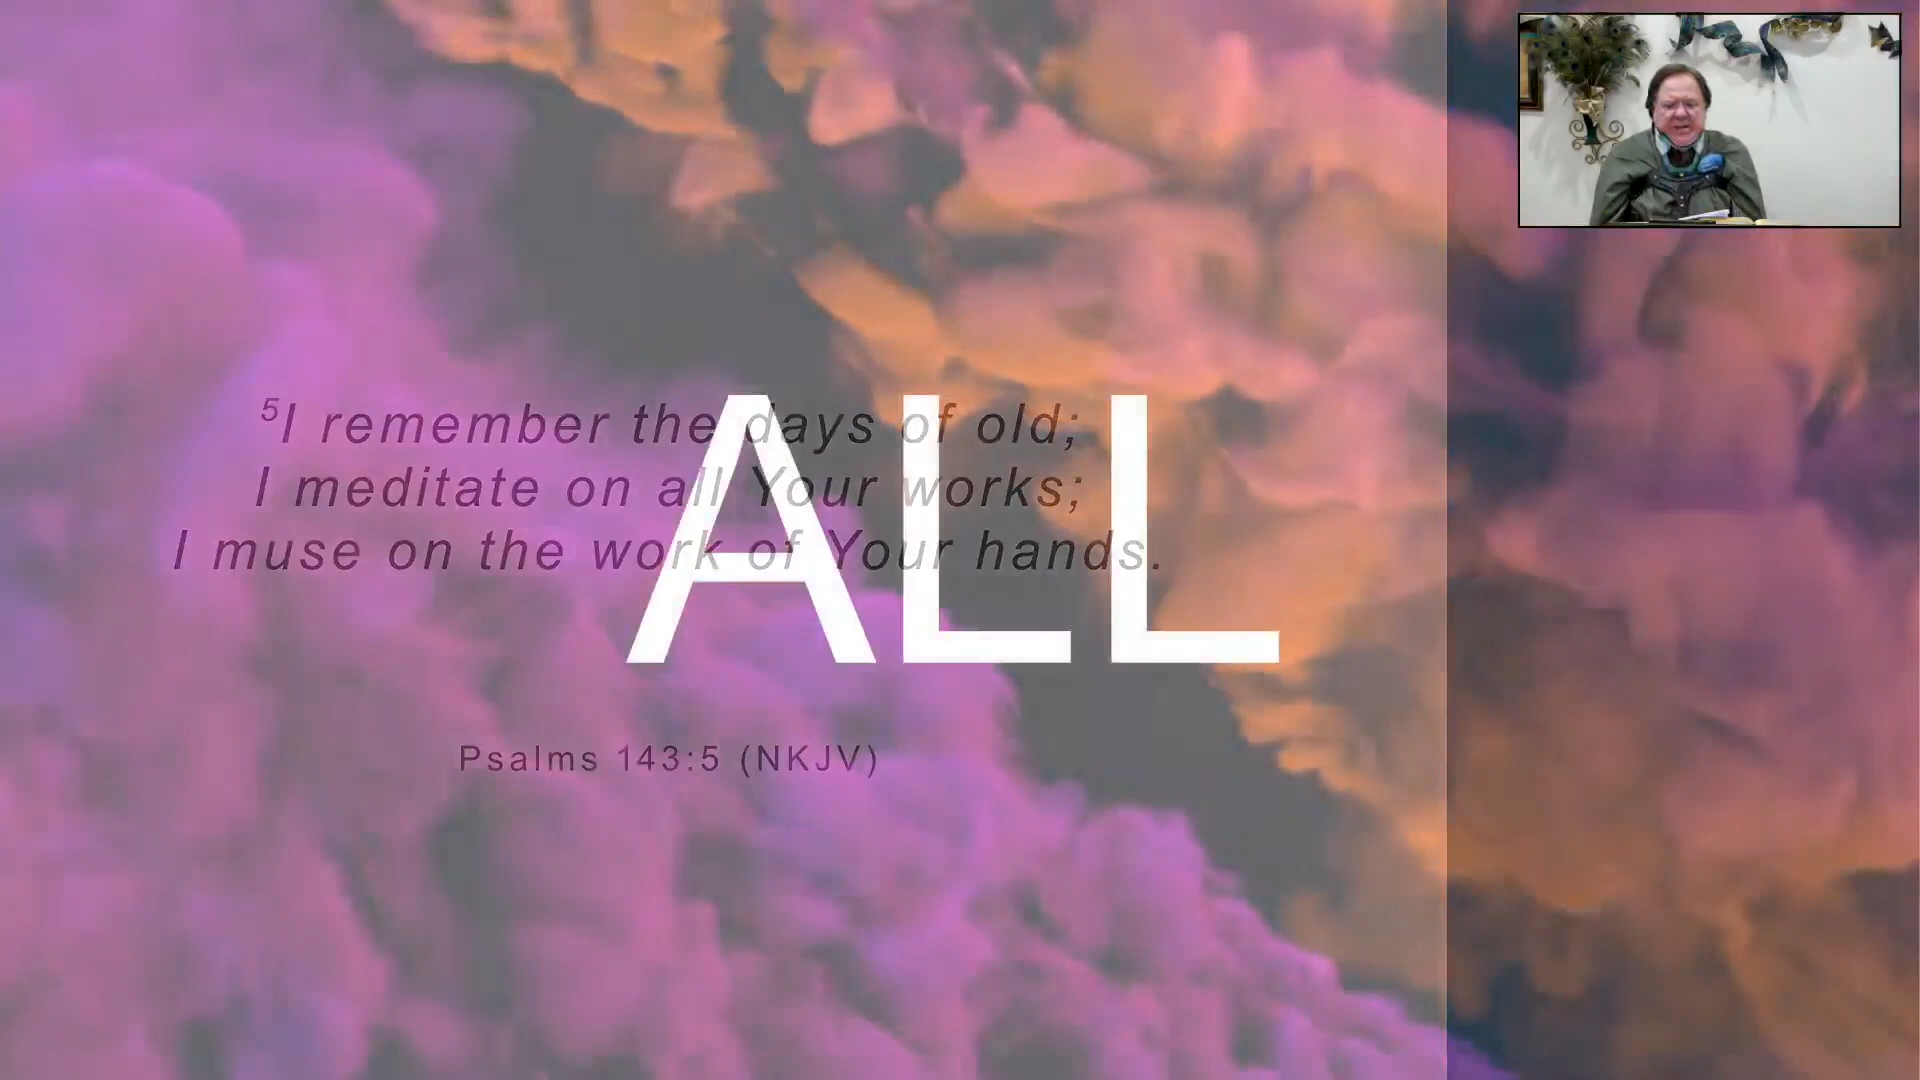 ⁵I remember the days of old;
I meditate on all Your works;
I muse on the work of Your hands.
ALL
Psalms 143:5 (NKJV)